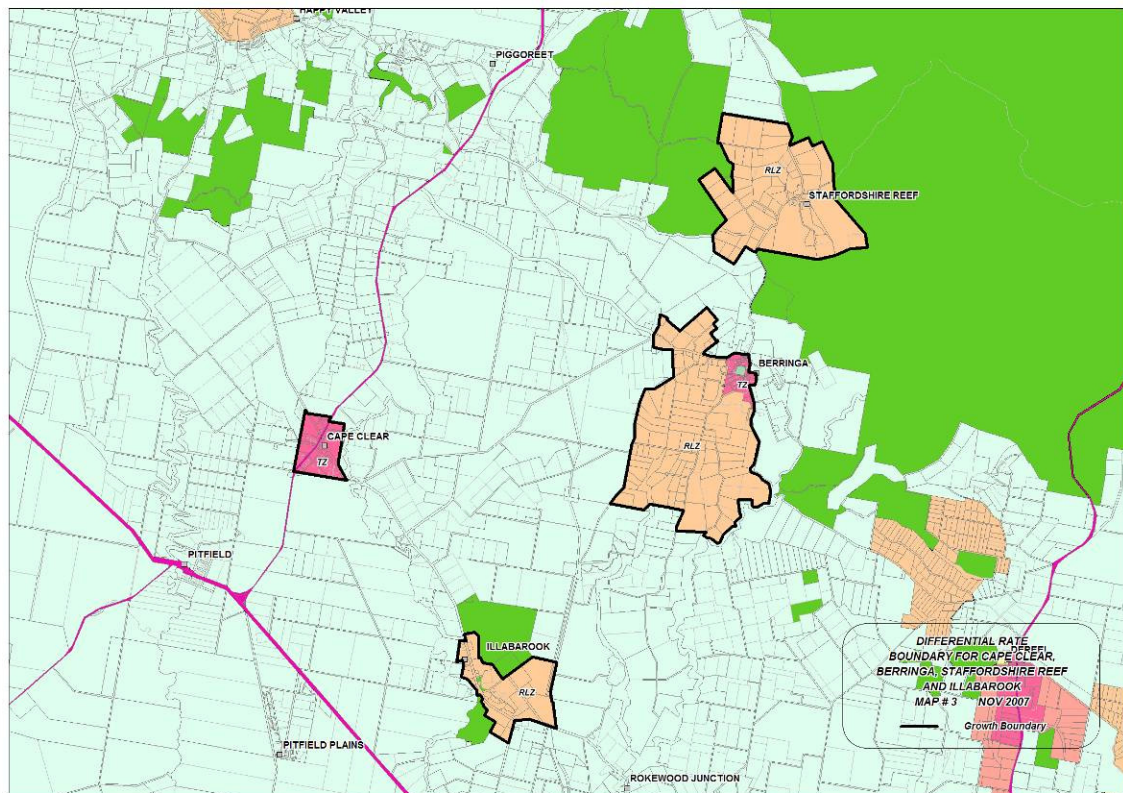 HAPPY VALLEY
PIGGOREET
RLZ
STAFFORDSHIRE REEF
BERRINGA
TZ
RLZ
CAPE CLEAR
TZ
PITFIELD
ILLABAROOK
RLZ
PITFIELD PLAINS
ROKEWOOD JUNCTION
DEREEL
DIFFERENTIAL RATE
BOUNDARY FOR CAPE CLEAR,
BERRINGA, STAFFORDSHIRE REEF
AND ILLABAROOK
MAP # 3 NOV 2007
Growth Boundary